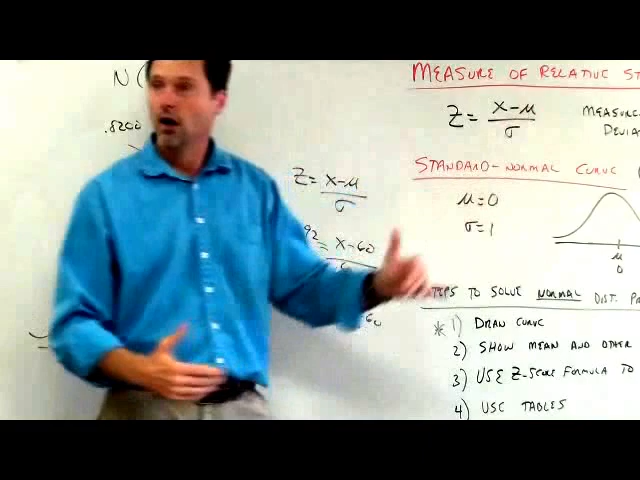 N(
.8200
Z = X-μ / σ
.92 = X-60
60
MEASURE OF RELATIVE
Z = X-μ / σ
MEASURE
DEVIA
STANDARD-NORMAL CURVE
μ=0
σ=1
μ
0
TO SOLVE NORMAL DIST.
* 1) DRAW CURVE
2) SHOW MEAN AND OTHER
3) USE Z-SCORE FORMULA TO
4) USE TABLES